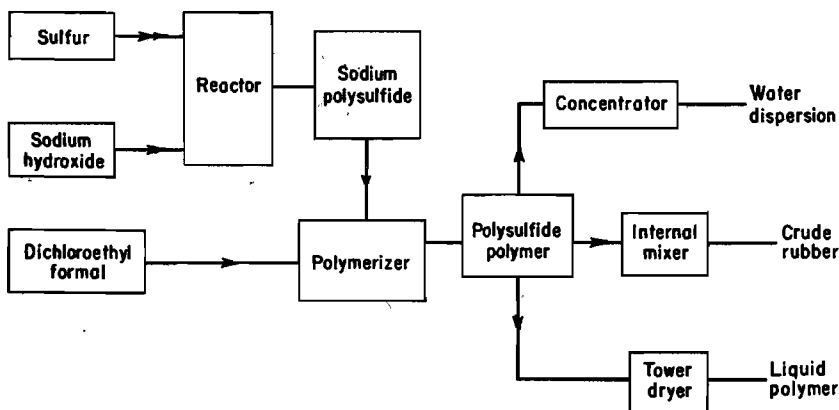 Sulfur
Reactor
Sodium
polysulfide
Sodium
hydroxide
Dichloroethyl
formal
Polymerizer
Polysulfide
polymer
Concentrator
Water
dispersion
Internal
mixer
Crude
rubber
Tower
dryer
Liquid
polymer